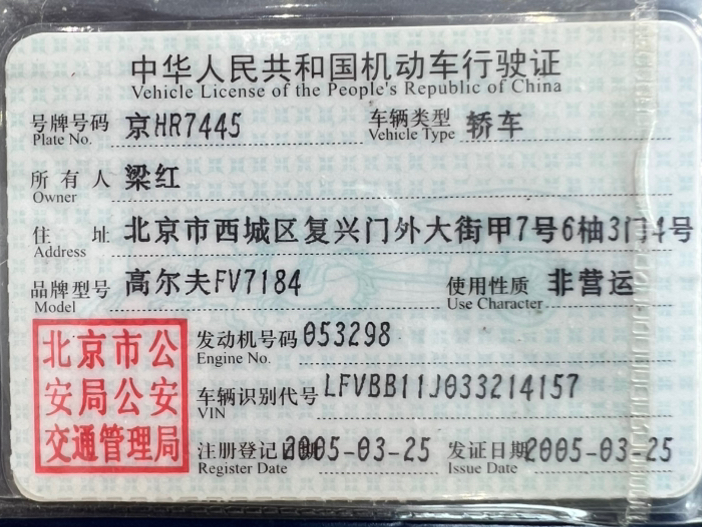 中华人民共和国机动车行驶证
Vehicle License of the People's Republic of China
号牌号码 京HR7445 车辆类型 轿车
Plate No. Vehicle Type
所有人 梁红
Owner
住址 北京市西城区复兴门外大街甲7号6柚3门4号
Address
品牌型号 高尔夫FV7184 使用性质 非营运
Model Use Character
北京市公
安局公安
交通管理局
发动机号码 053298
Engine No.
车辆识别代号 LFVBB11J033214157
VIN
注册登记日期 2005-03-25 发证日期 2005-03-25
Register Date Issue Date